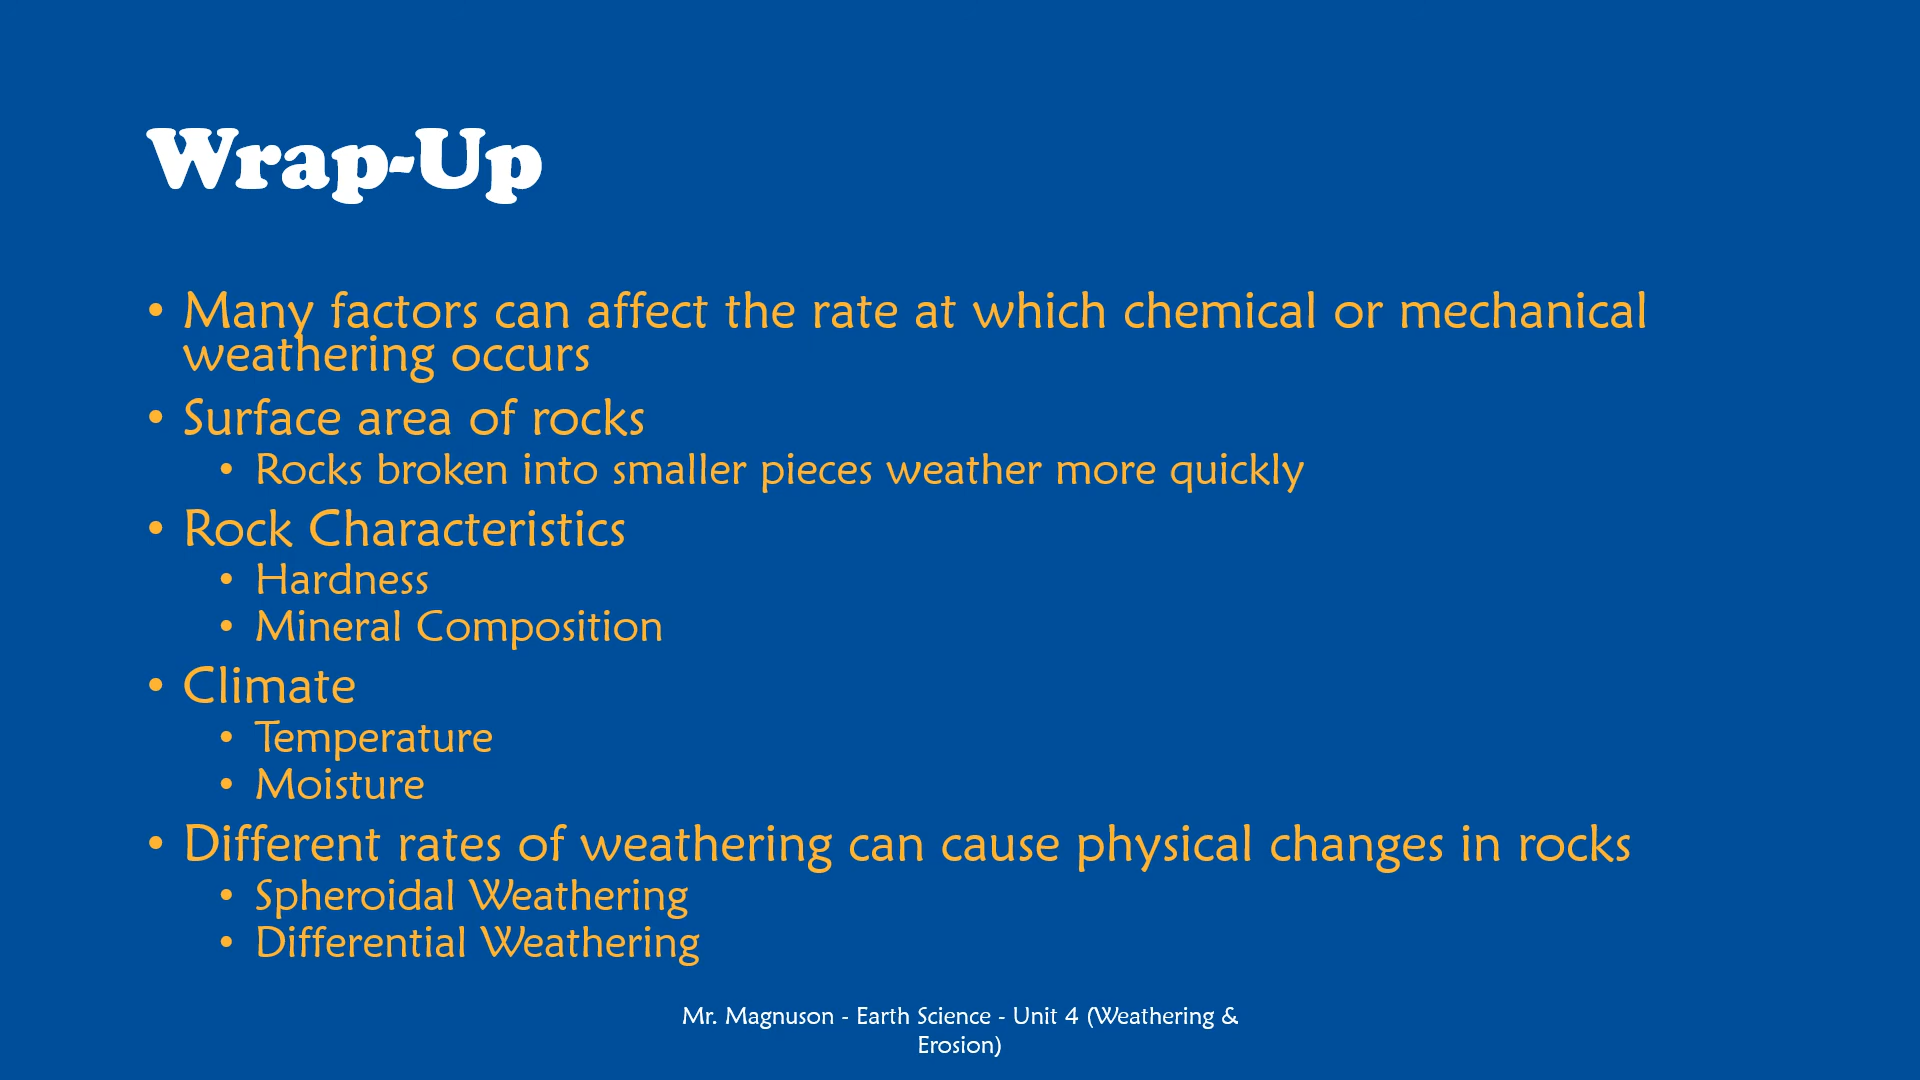 Wrap-Up
• Many factors can affect the rate at which chemical or mechanical
weathering occurs
• Surface area of rocks
• Rocks broken into smaller pieces weather more quickly
• Rock Characteristics
• Hardness
• Mineral Composition
• Climate
• Temperature
• Moisture
• Different rates of weathering can cause physical changes in rocks
• Spheroidal Weathering
• Differential Weathering
Mr. Magnuson - Earth Science - Unit 4 (Weathering &
Erosion)